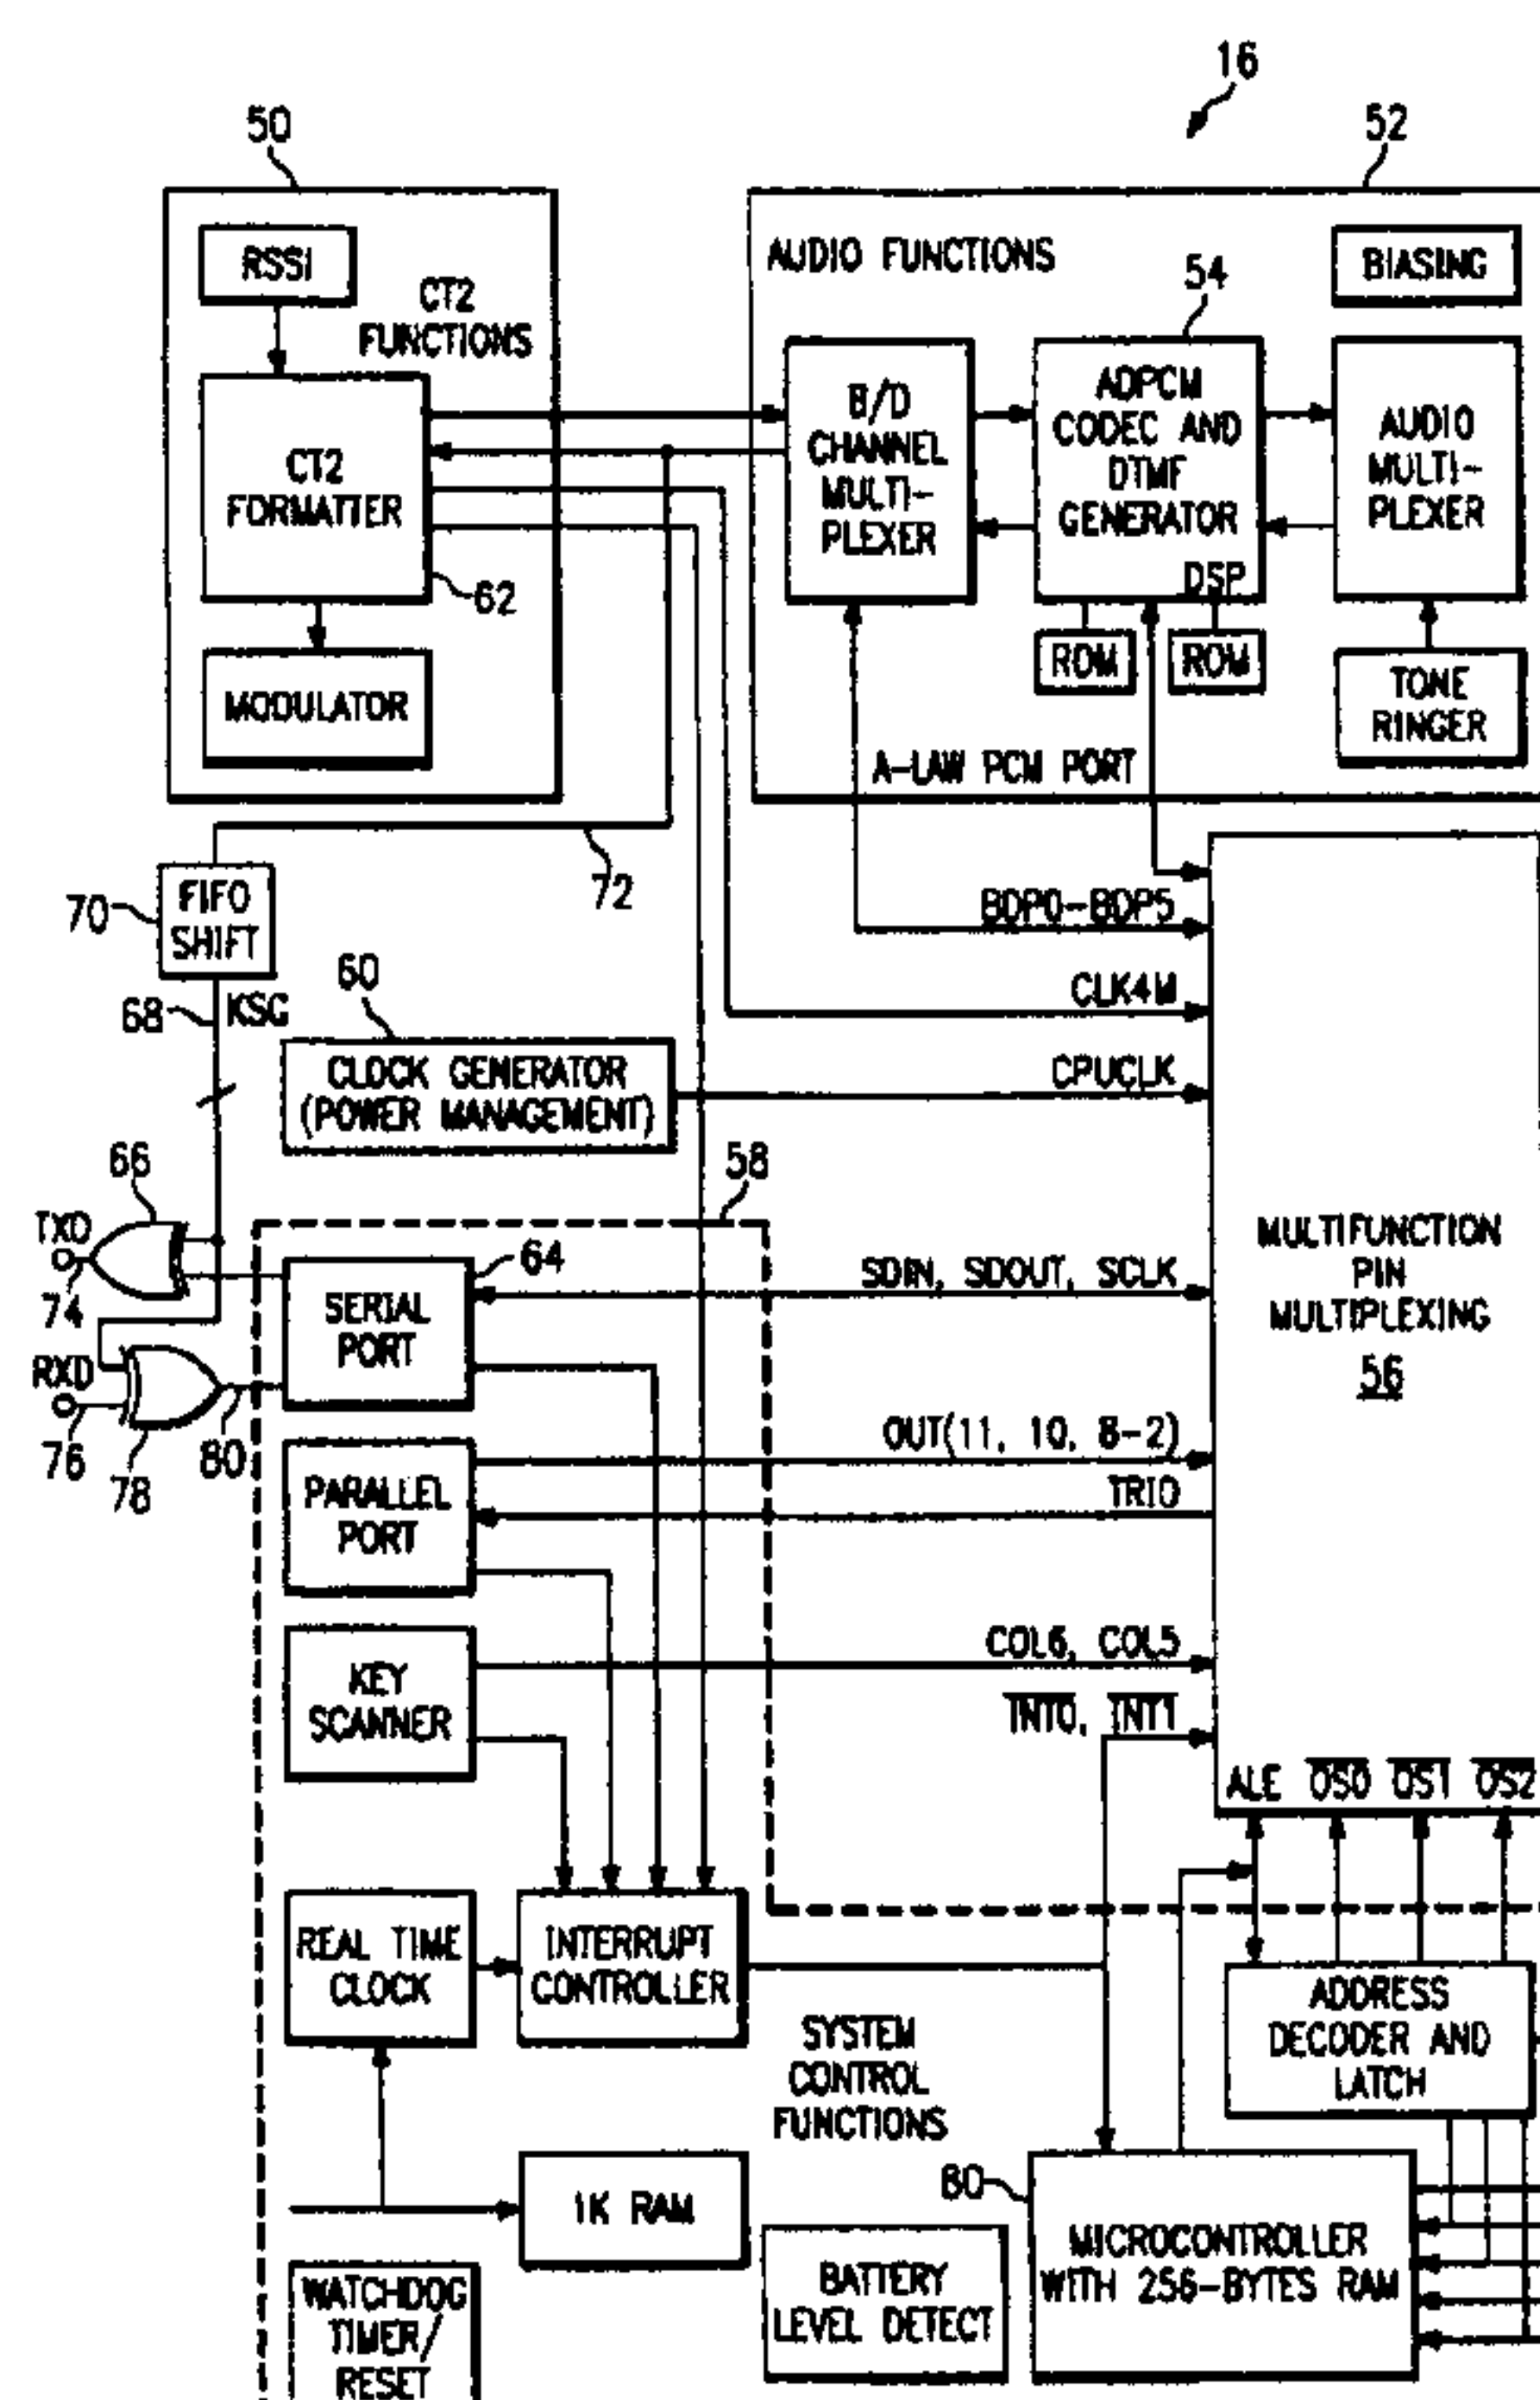 16
50
52
RSSI
CT2
FUNCTIONS
AUDIO FUNCTIONS
BIASING
54
CT2
FORMATTER
B/D
CHANNEL
MULTI-
PLEXER
ADPCM
CODEC AND
DTMF
GENERATOR
DSP
AUDIO
MULTI-
PLEXER
62
MODULATOR
ROM
ROM
TONE
RINGER
A-LAW PCM PORT
72
70
FIFO
SHIFT
BDP0-BDP5
68
KSG
60
CLK4M
CLOCK GENERATOR
(POWER MANAGEMENT)
CPUCLK
66
58
TXD
74
64
SERIAL
PORT
SDIN, SDOUT, SCLK
MULTIFUNCTION
PIN
MULTIPLEXING
56
RXD
76
78
80
PARALLEL
PORT
OUT(11, 10, 8-2)
TRIO
KEY
SCANNER
COL6, COL5
INT0, INT1
ALE OS0 OS1 OS2
REAL TIME
CLOCK
INTERRUPT
CONTROLLER
SYSTEM
CONTROL
FUNCTIONS
ADDRESS
DECODER AND
LATCH
1K RAM
80
MICROCONTROLLER
WITH 256-BYTES RAM
BATTERY
LEVEL DETECT
WATCHDOG
TIMER/
RESET